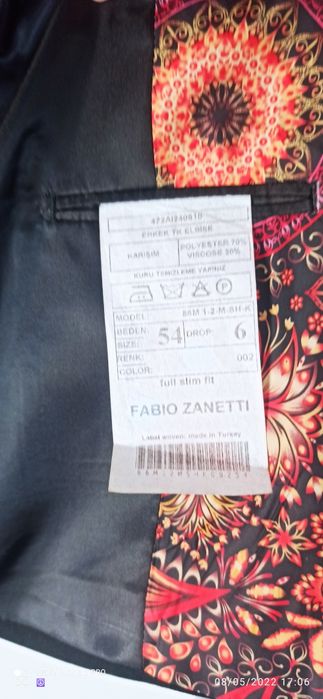 ERKEK TK ELBISE
KARIŞIM
POLYESTER 70%
VISCOSE 30%
KURU TEMIZLEME YAPINIZ
P
MODEL:
BEDEN:
SIZE:
54
DROP:
6
RENK:
COLOR:
002
full slim fit
FABIO ZANETTI
Label woven: made in Turkey
08/05/2022 17:06